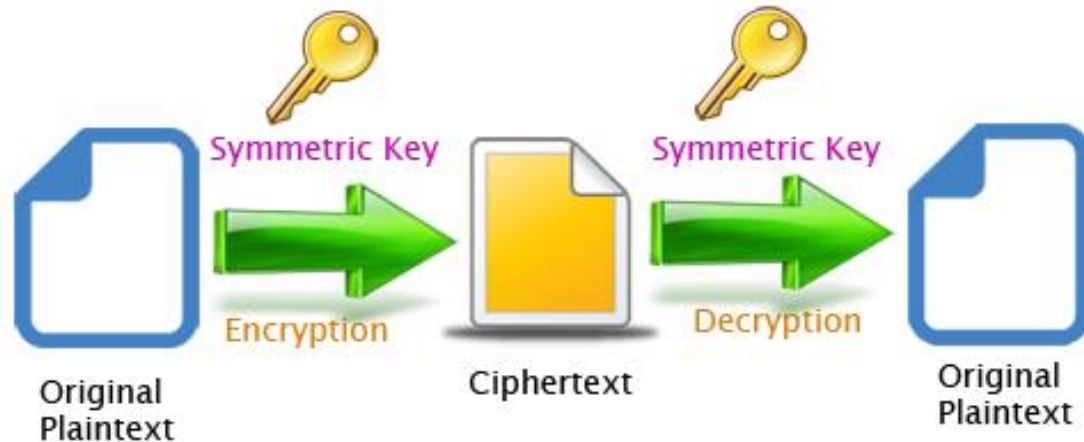 Symmetric Key
Symmetric Key
Encryption
Decryption
Original
Plaintext
Ciphertext
Original
Plaintext